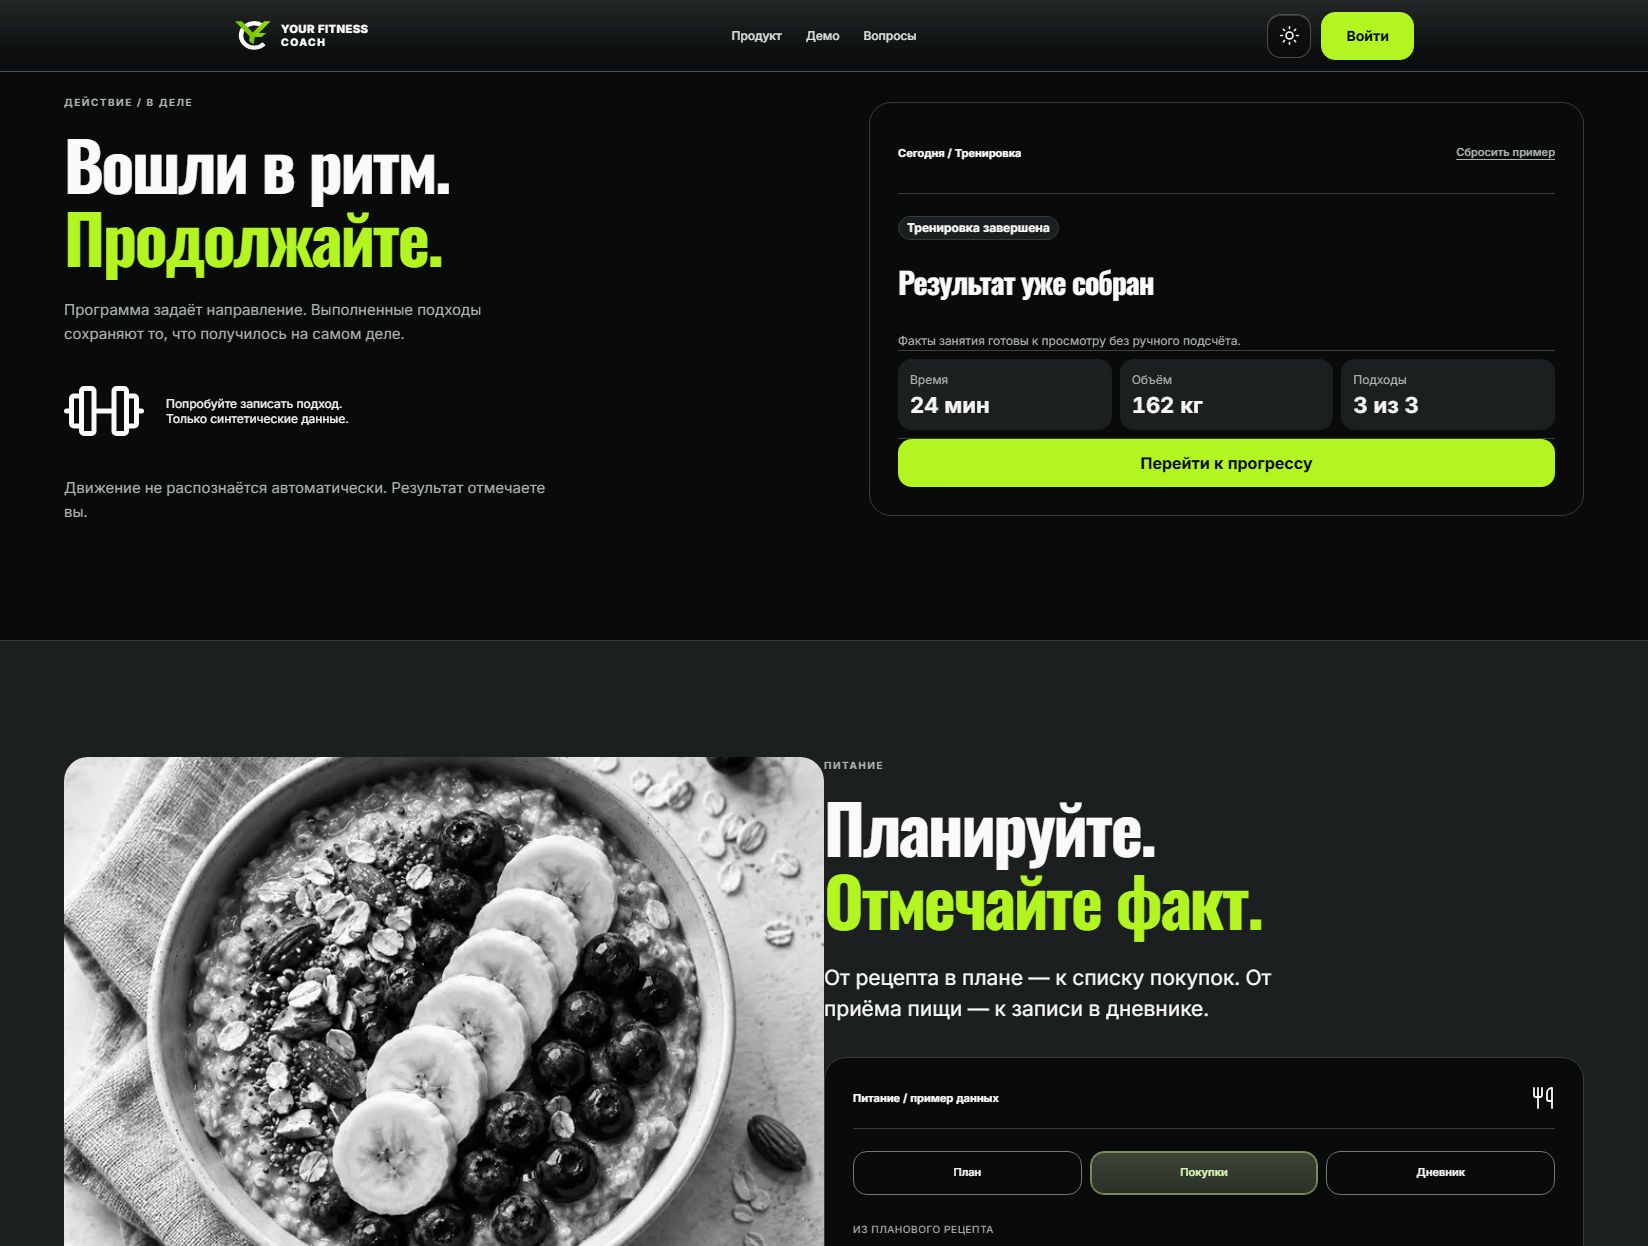 YOUR FITNESS
COACH
Продукт
Демо
Вопросы
Войти
ДЕЙСТВИЕ / В ДЕЛЕ
Вошли в ритм.
Продолжайте.
Программа задаёт направление. Выполненные подходы
сохраняют то, что получилось на самом деле.
Попробуйте записать подход.
Только синтетические данные.
Движение не распознаётся автоматически. Результат отмечаете
вы.
Сегодня / Тренировка
Сбросить пример
Тренировка завершена
Результат уже собран
Факты занятия готовы к просмотру без ручного подсчёта.
Время
24 мин
Объём
162 кг
Подходы
3 из 3
Перейти к прогрессу
ПИТАНИЕ
Планируйте.
Отмечайте факт.
От рецепта в плане — к списку покупок. От
приёма пищи — к записи в дневнике.
Питание / пример данных
План
Покупки
Дневник
ИЗ ПЛАНОВОГО РЕЦЕПТА